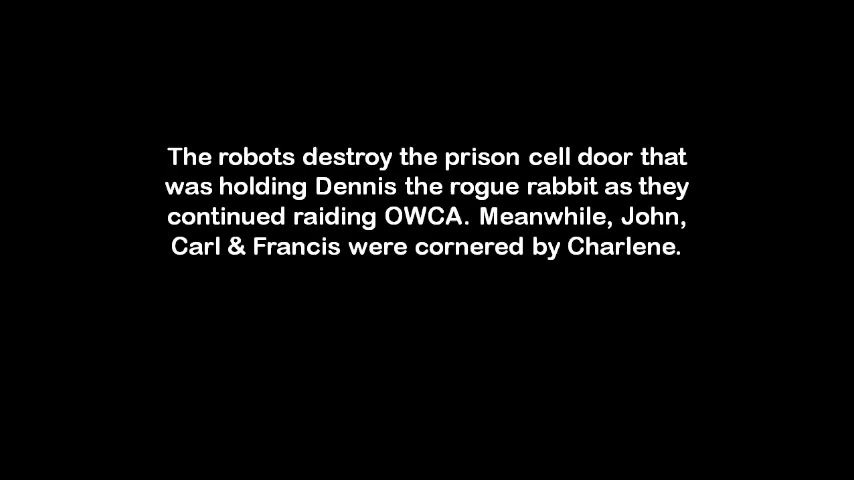 The robots destroy the prison cell door that
was holding Dennis the rogue rabbit as they
continued raiding OWCA. Meanwhile, John,
Carl & Francis were cornered by Charlene.